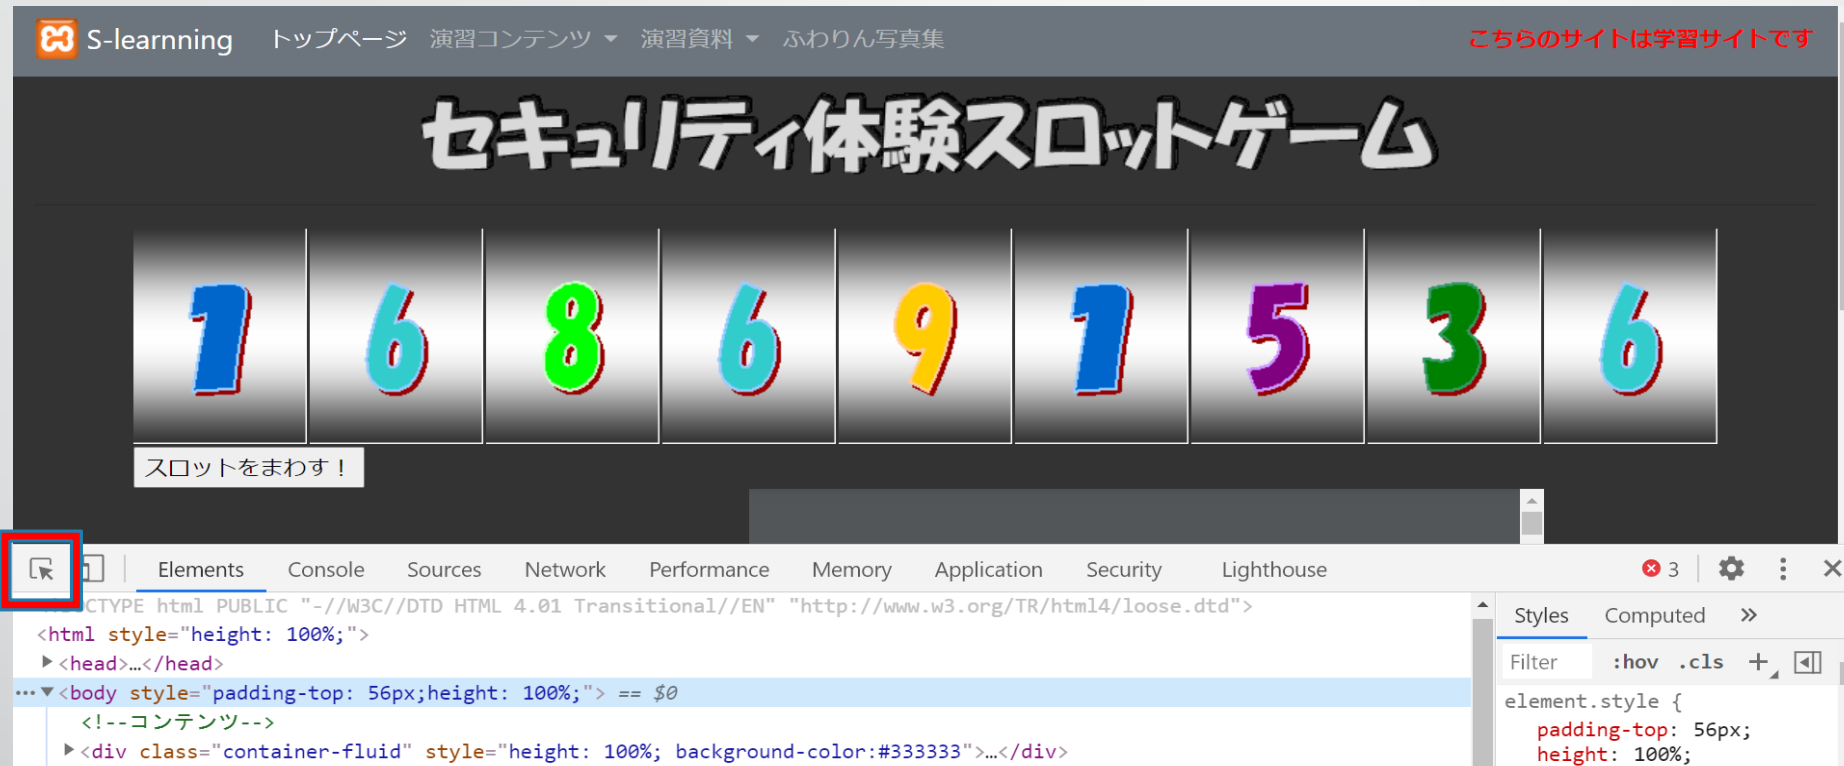 S-learnning トップページ 演習コンテンツ 演習資料 ふわりん写真集 こちらのサイトは学習サイトです
セキュリティ体験スロットゲーム
1 6 8 6 9 1 5 3 6
スロットをまわす！
Elements Console Sources Network Performance Memory Application Security Lighthouse 3
OCTYPE html PUBLIC "-//W3C//DTD HTML 4.01 Transitional//EN" "http://www.w3.org/TR/html4/loose.dtd">
<html style="height: 100%;">
<head>…</head>
<body style="padding-top: 56px;height: 100%;"> == $0
<!--コンテンツ-->
<div class="container-fluid" style="height: 100%; background-color:#333333">…</div>
Styles Computed »
Filter :hov .cls +
element.style {
padding-top: 56px;
height: 100%;